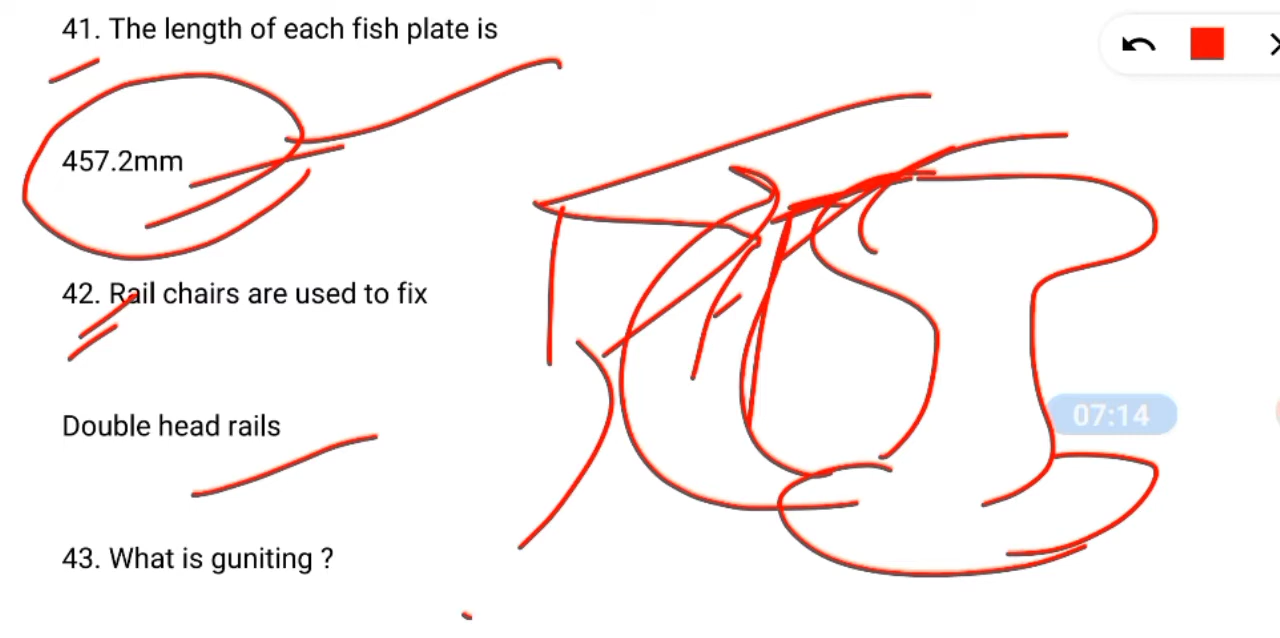 41. The length of each fish plate is
457.2mm
42. Rail chairs are used to fix
Double head rails
07:14
43. What is guniting ?